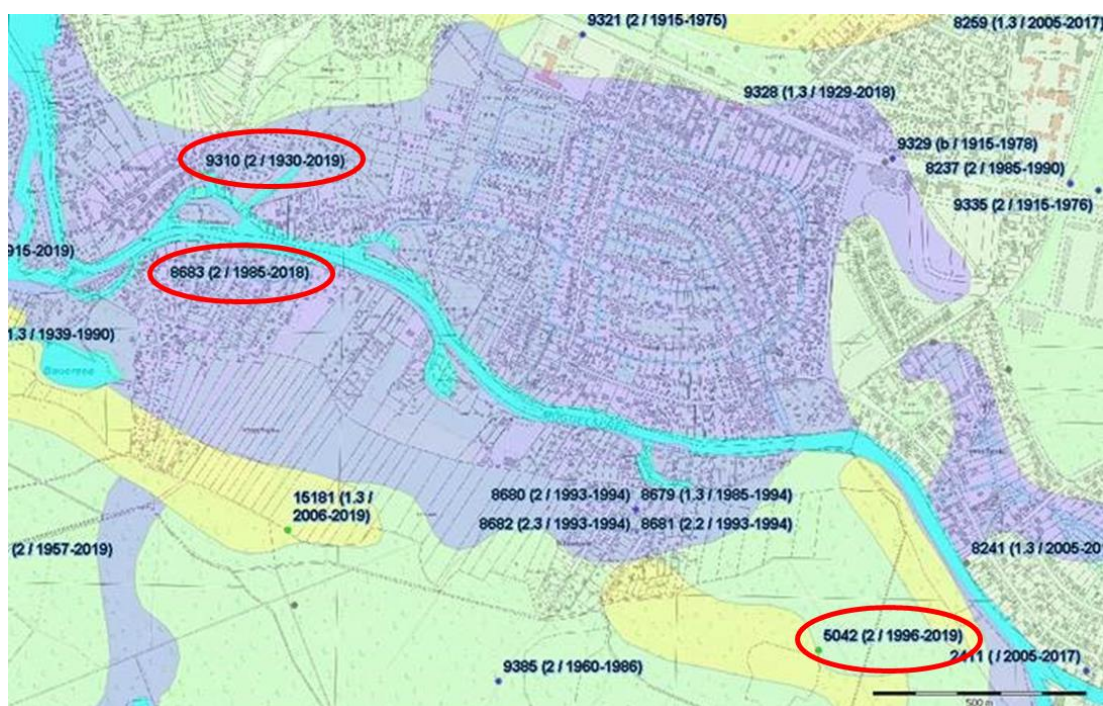 9321 (2 / 1915-1975)
8259 (1.3 / 2005-2017)
9328 (1.3 / 1929-2018)
9310 (2 / 1930-2019)
9329 (b / 1915-1978)
8237 (2 / 1985-1990)
9335 (2 / 1915-1976)
915-2019)
8683 (2 / 1985-2018)
1.3 / 1939-1990)
Bauersee
15181 (1.3 /
2006-2019)
8680 (2 / 1993-1994) 8679 (1.3 / 1985-1994)
8682 (2.3 / 1993-1994) 8681 (2.2 / 1993-1994)
(2 / 1957-2019)
8241 (1.3 / 2005-201
5042 (2 / 1996-2019)
2411 ( / 2005-2017)
9385 (2 / 1960-1986)
500 m